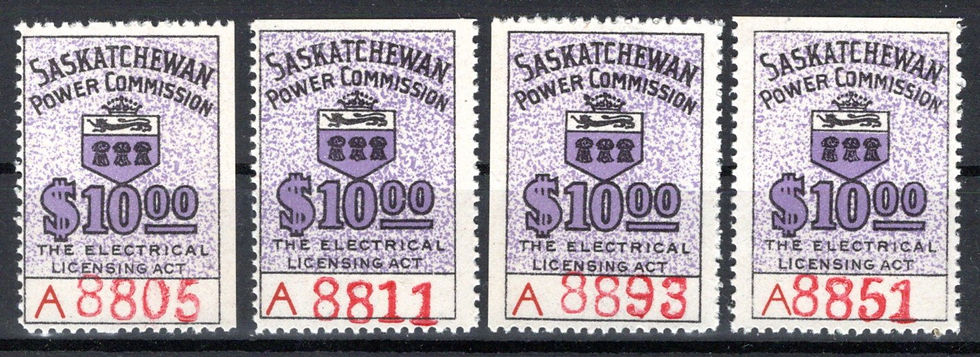 SASKATCHEWAN
POWER COMMISSION
$10.00
THE ELECTRICAL
LICENSING ACT
A 8805
SASKATCHEWAN
POWER COMMISSION
$10.00
THE ELECTRICAL
LICENSING ACT
A 8811
SASKATCHEWAN
POWER COMMISSION
$10.00
THE ELECTRICAL
LICENSING ACT
A 8893
SASKATCHEWAN
POWER COMMISSION
$10.00
THE ELECTRICAL
LICENSING ACT
A 8851